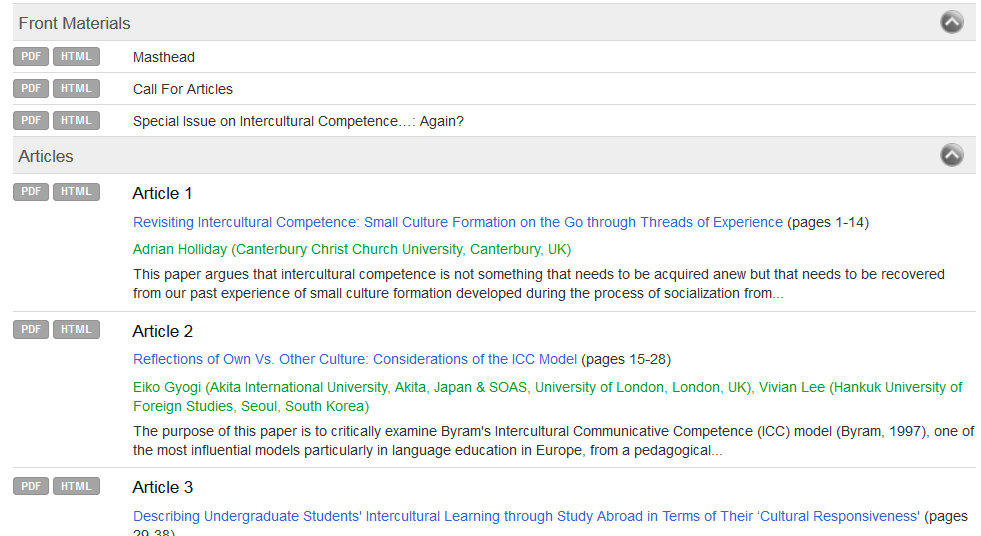 Front Materials
PDF HTML Masthead
PDF HTML Call For Articles
PDF HTML Special Issue on Intercultural Competence…: Again?
Articles
PDF HTML Article 1
Revisiting Intercultural Competence: Small Culture Formation on the Go through Threads of Experience (pages 1-14)
Adrian Holliday (Canterbury Christ Church University, Canterbury, UK)
This paper argues that intercultural competence is not something that needs to be acquired anew but that needs to be recovered
from our past experience of small culture formation developed during the process of socialization from...
PDF HTML Article 2
Reflections of Own Vs. Other Culture: Considerations of the ICC Model (pages 15-28)
Eiko Gyogi (Akita International University, Akita, Japan & SOAS, University of London, London, UK), Vivian Lee (Hankuk University of
Foreign Studies, Seoul, South Korea)
The purpose of this paper is to critically examine Byram's Intercultural Communicative Competence (ICC) model (Byram, 1997), one of
the most influential models particularly in language education in Europe, from a pedagogical...
PDF HTML Article 3
Describing Undergraduate Students' Intercultural Learning through Study Abroad in Terms of Their ‘Cultural Responsiveness' (pages
29-38)